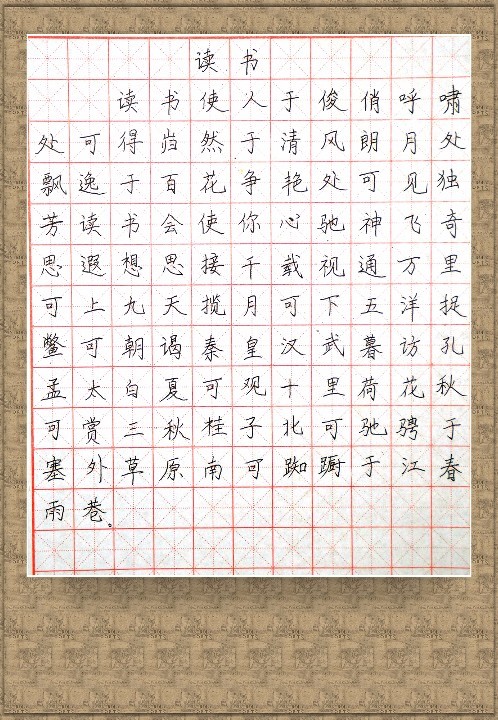 读书
读书使人于俊俏呼啸
处可得岿然于清风朗月处
飘逸于百花争艳处可见独
芳读书会使你心驰神飞奇
思遐想思接千载视通万里
可上九天揽月可下五洋捉
鳖可朝谒秦皇汉武暮访孔
孟太白夏可观十里荷花秋
可赏三秋桂子北可驰骋于
塞外草原南可踟蹰于江春
雨巷。